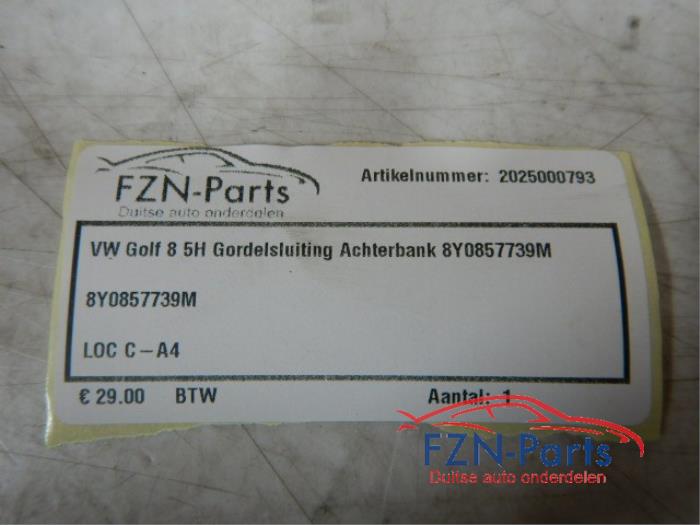 FZN-Parts
Duitse auto onderdelen
Artikelnummer: 2025000793
VW Golf 8 5H Gordelsluiting Achterbank 8Y0857739M
8Y0857739M
LOC C-A4
€ 29.00 BTW Aantal: 1
FZN-Parts
Duitse auto onderdelen